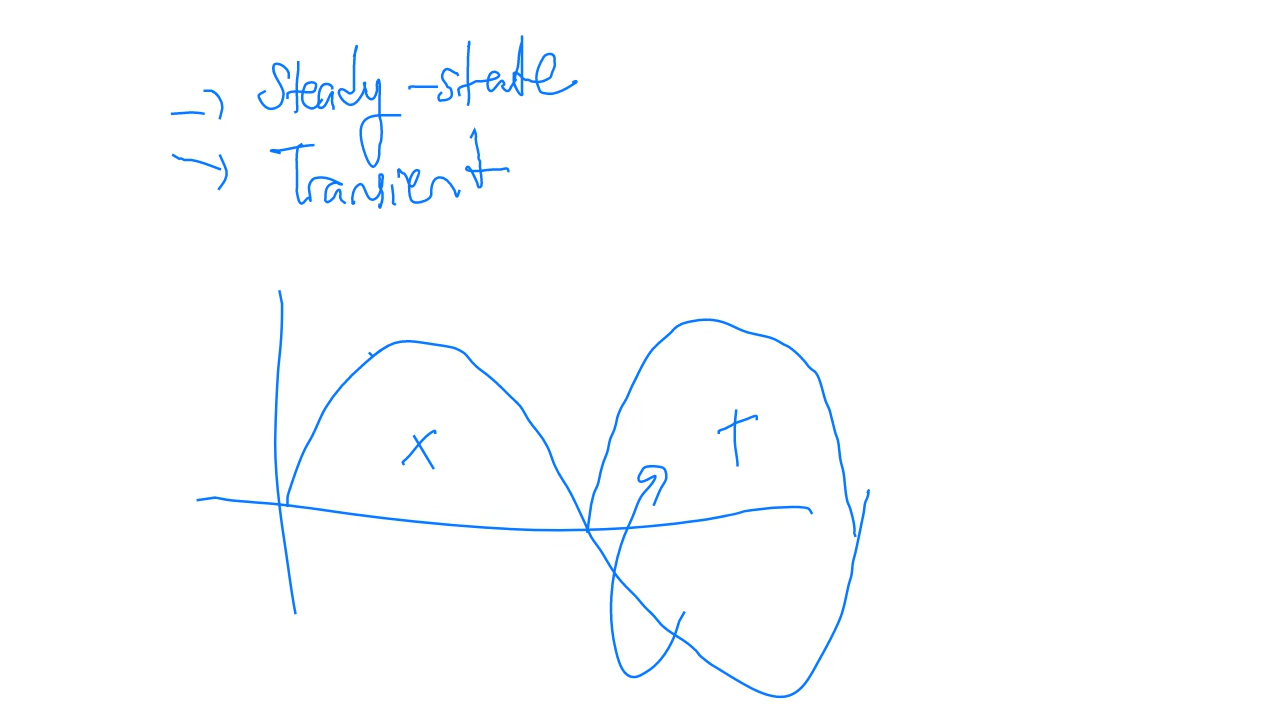 → Steady-state
→ Transient
x
+